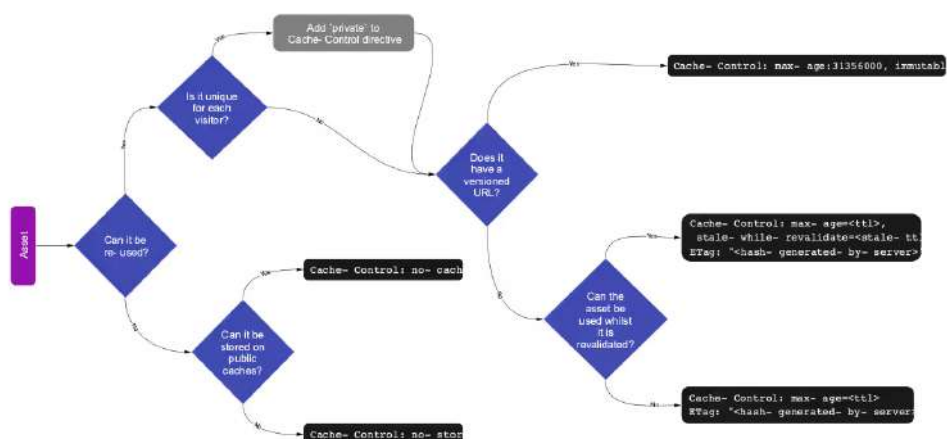 Add `private` to
Cache- Control directive
Yes
Cache- Control: max- age:31356000, immutabl
Yes
Is it unique
for each
visitor?
No
Does it
have a
versioned
URL?
Yes
Asset
Can it be
re- used?
Cache- Control: max- age=<ttl>,
stale- while- revalidate=<stale- tt
ETag: "<hash- generated- by- server>
Yes
Cache- Control: no- cach
Yes
No
Can the
asset be
used whilst
it is
revalidated?
No
Can it be
stored on
public
caches?
Cache- Control: max- age=<ttl>
ETag: "<hash- generated- by- server>
No
Cache- Control: no- stor
No